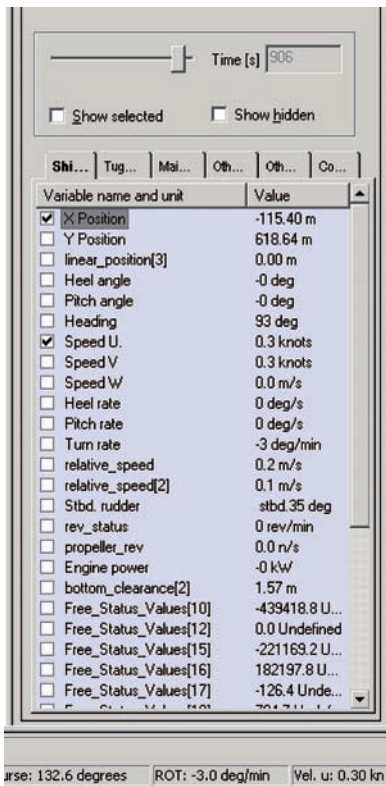 Time [s] 906
Show selected Show hidden
Shi... Tug... Mai... Oth... Oth... Co...
Variable name and unit Value
X Position -115.40 m
Y Position 618.64 m
linear_position[3] 0.00 m
Heel angle -0 deg
Pitch angle -0 deg
Heading 93 deg
Speed U. 0.3 knots
Speed V 0.3 knots
Speed W 0.0 m/s
Heel rate 0 deg/s
Pitch rate 0 deg/s
Turn rate -3 deg/min
relative_speed 0.2 m/s
relative_speed[2] 0.1 m/s
Stbd. rudder stbd.35 deg
rev_status 0 rev/min
propeller_rev 0.0 n/s
Engine power -0 kW
bottom_clearance[2] 1.57 m
Free_Status_Values[10] -439418.8 U...
Free_Status_Values[12] 0.0 Undefined
Free_Status_Values[15] -221169.2 U...
Free_Status_Values[16] 182197.8 U...
Free_Status_Values[17] -126.4 Unde...
urse: 132.6 degrees ROT: -3.0 deg/min Vel. u: 0.30 kn